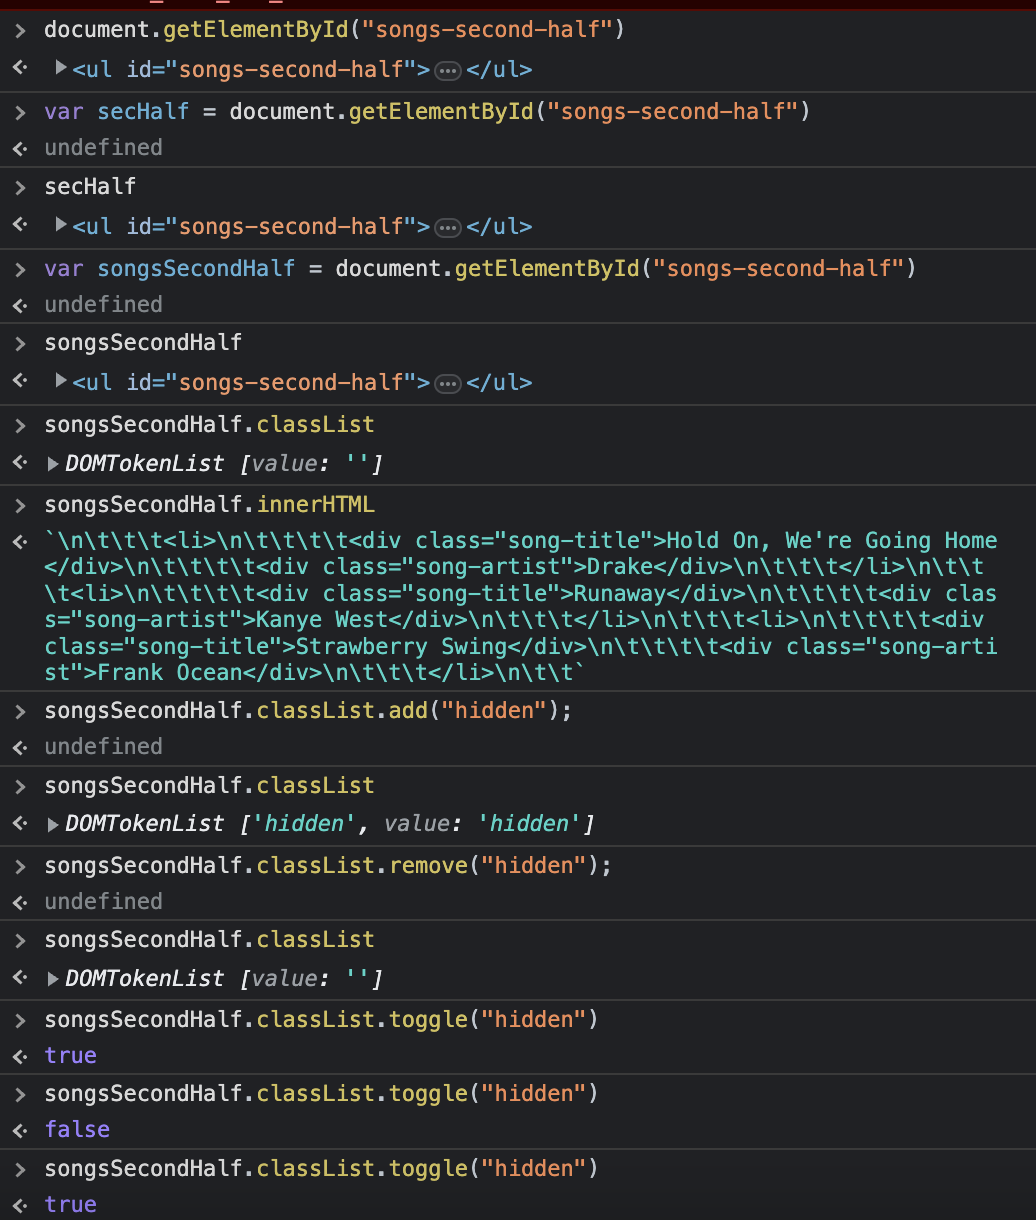 > document.getElementById("songs-second-half")
<· ▶<ul id="songs-second-half">…</ul>
> var secHalf = document.getElementById("songs-second-half")
<· undefined
> secHalf
<· ▶<ul id="songs-second-half">…</ul>
> var songsSecondHalf = document.getElementById("songs-second-half")
<· undefined
> songsSecondHalf
<· ▶<ul id="songs-second-half">…</ul>
> songsSecondHalf.classList
<· ▶DOMTokenList [value: '']
> songsSecondHalf.innerHTML
<· `\n\t\t\t<li>\n\t\t\t\t<div class="song-title">Hold On, We're Going Home
</div>\n\t\t\t\t<div class="song-artist">Drake</div>\n\t\t\t</li>\n\t\t
\t<li>\n\t\t\t\t<div class="song-title">Runaway</div>\n\t\t\t\t<div clas
s="song-artist">Kanye West</div>\n\t\t\t</li>\n\t\t\t<li>\n\t\t\t\t<div
class="song-title">Strawberry Swing</div>\n\t\t\t\t<div class="song-arti
st">Frank Ocean</div>\n\t\t\t</li>\n\t\t`
> songsSecondHalf.classList.add("hidden");
<· undefined
> songsSecondHalf.classList
<· ▶DOMTokenList ['hidden', value: 'hidden']
> songsSecondHalf.classList.remove("hidden");
<· undefined
> songsSecondHalf.classList
<· ▶DOMTokenList [value: '']
> songsSecondHalf.classList.toggle("hidden")
<· true
> songsSecondHalf.classList.toggle("hidden")
<· false
> songsSecondHalf.classList.toggle("hidden")
<· true